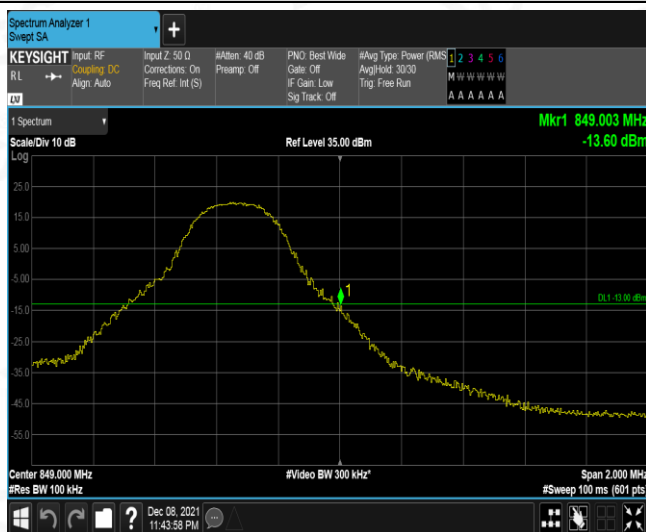 Spectrum Analyzer 1
Swept SA
+
KEYSIGHT Input: RF Input Z: 50 Ω #Atten: 40 dB PNO: Best Wide #Avg Type: Power (RMS 1 2 3 4 5 6
RL Coupling: DC Corrections: On Preamp: Off Gate: Off Avg|Hold: 30/30 M W W W W W
Align: Auto Freq Ref: Int (S) IF Gain: Low Trig: Free Run
Sig Track: Off A A A A A A
LXI
1 Spectrum Mkr1 849.003 MHz
Scale/Div 10 dB Ref Level 35.00 dBm -13.60 dBm
Log
25.0
15.0
5.00
-5.00
1
DL1 -13.00 dBm
-15.0
-25.0
-35.0
-45.0
-55.0
Center 849.000 MHz #Video BW 300 kHz* Span 2.000 MHz
#Res BW 100 kHz #Sweep 100 ms (601 pts)
? Dec 08, 2021
11:43:58 PM